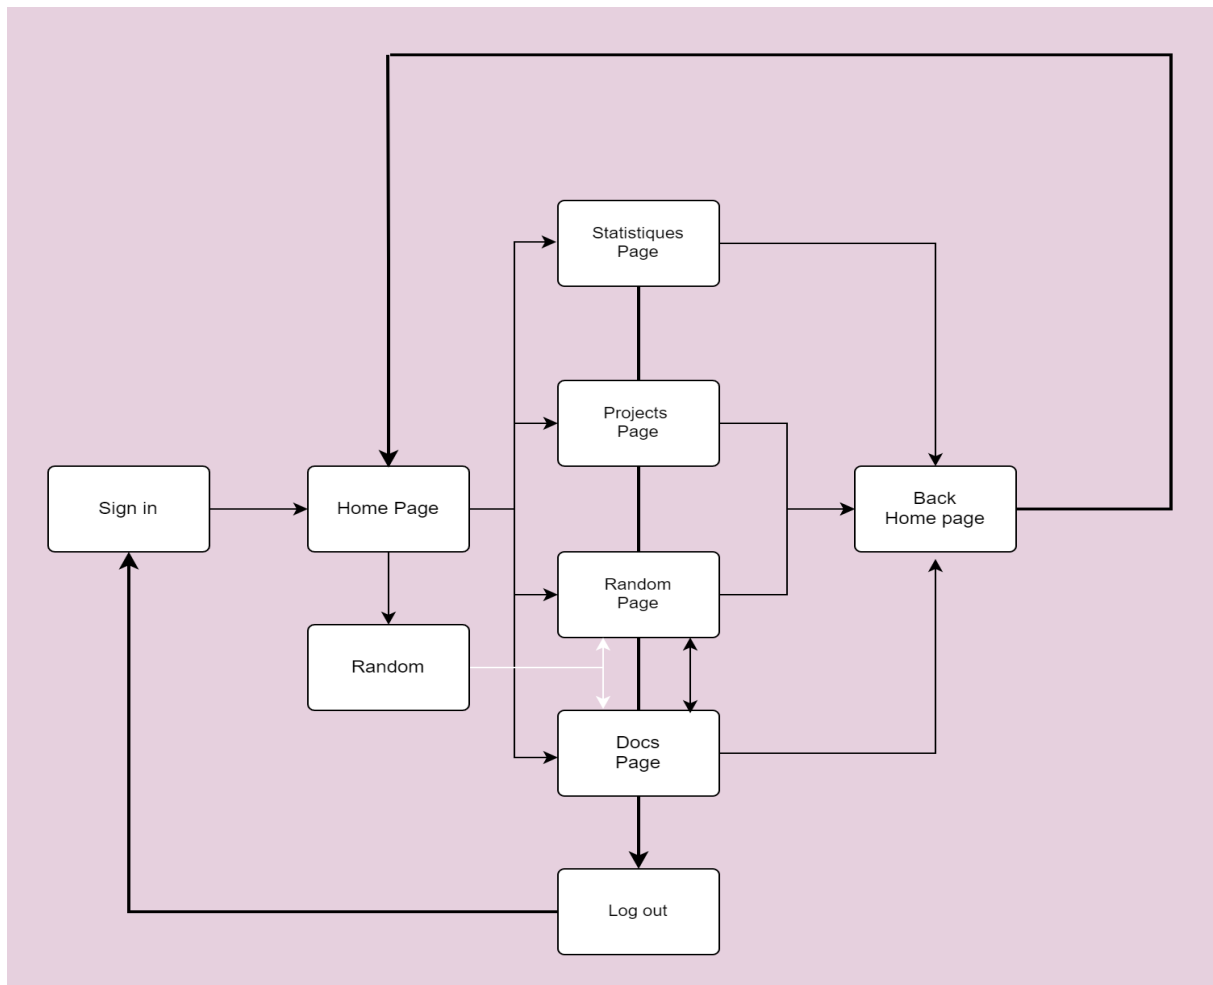 Statistiques
Page
Projects
Page
Sign in
Home Page
Back
Home page
Random
Page
Random
Docs
Page
Log out